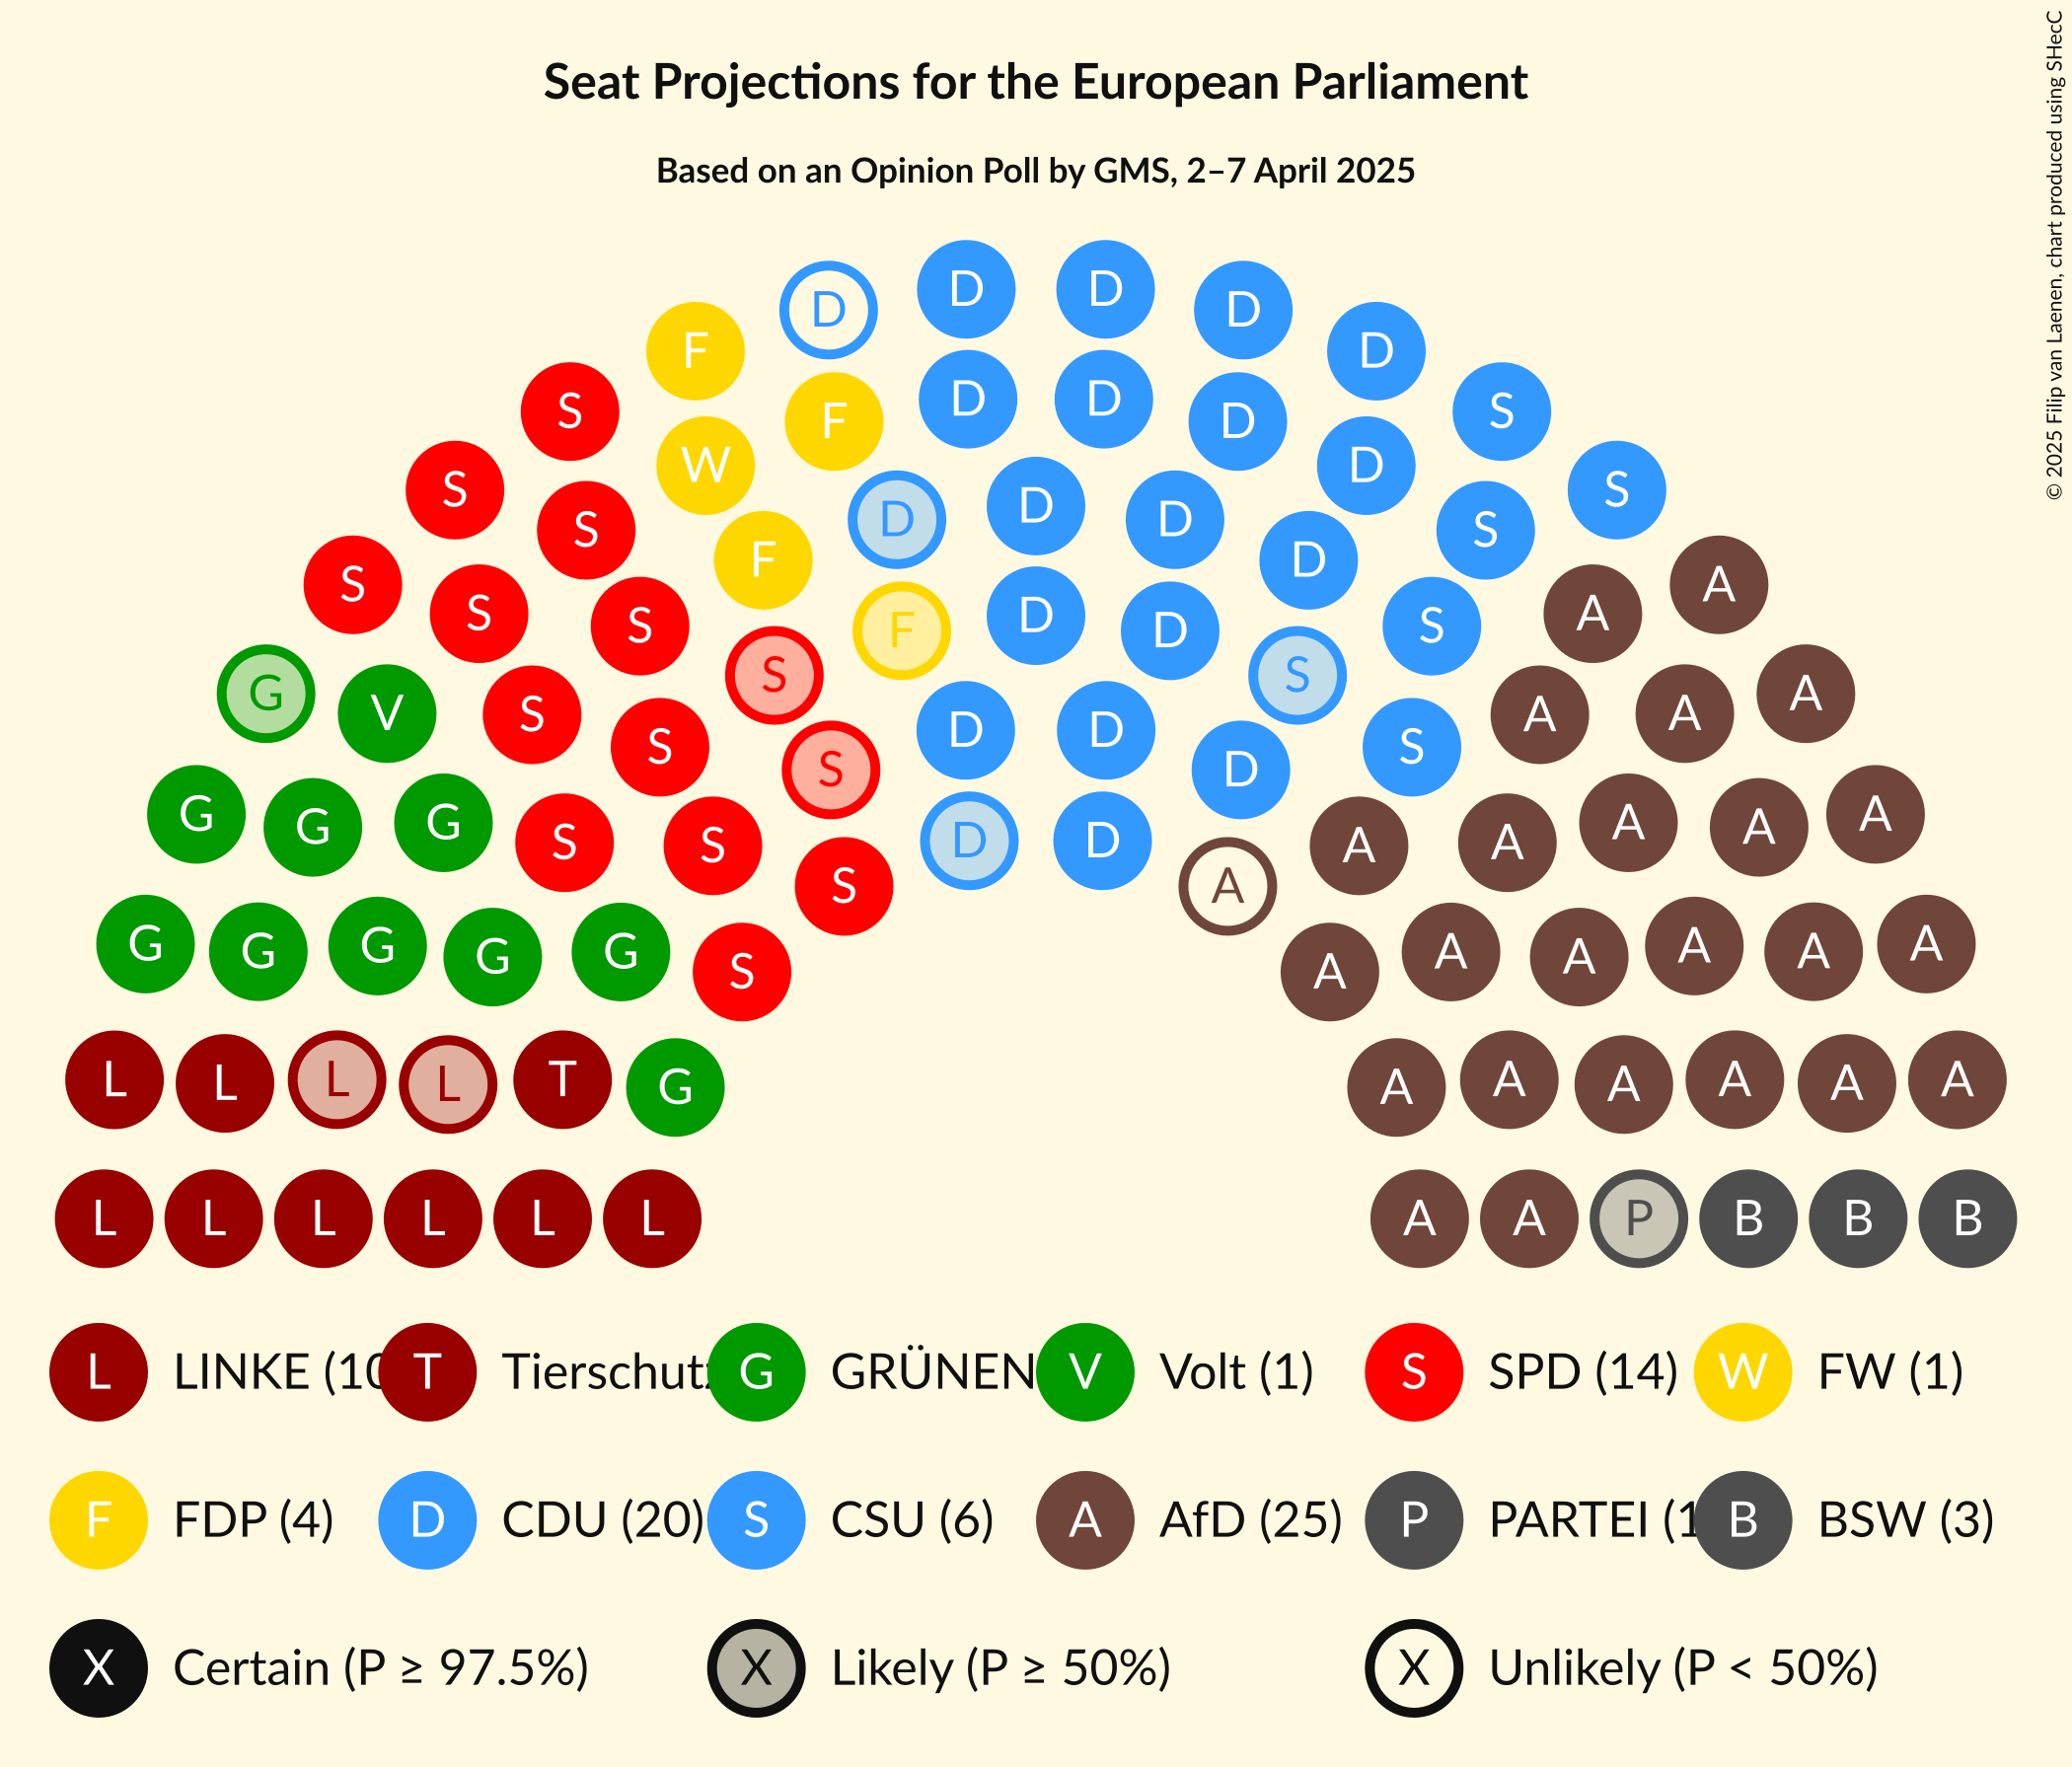 Seat Projections for the European Parliament
Based on an Opinion Poll by GMS, 2–7 April 2025
© 2025 Filip van Laenen, chart produced using SHecC
D D
D D
F D
D D
S S
F D
W D
S S
D
D D
S S
F D
S A
S D A
S F D S
S S
G A
V S A A
D D
S S
S D
G A
G G A A
S S D D A A
S A
G G G G G A A A A A
S A
L L L L T G A A A A A A
L L L L L L A A P B B B
L LINKE (10 T Tierschutz G GRÜNEN V Volt (1) S SPD (14) W FW (1)
F FDP (4) D CDU (20) S CSU (6) A AfD (25) P PARTEI (1 B BSW (3)
X Certain (P ≥ 97.5%) X Likely (P ≥ 50%) X Unlikely (P < 50%)